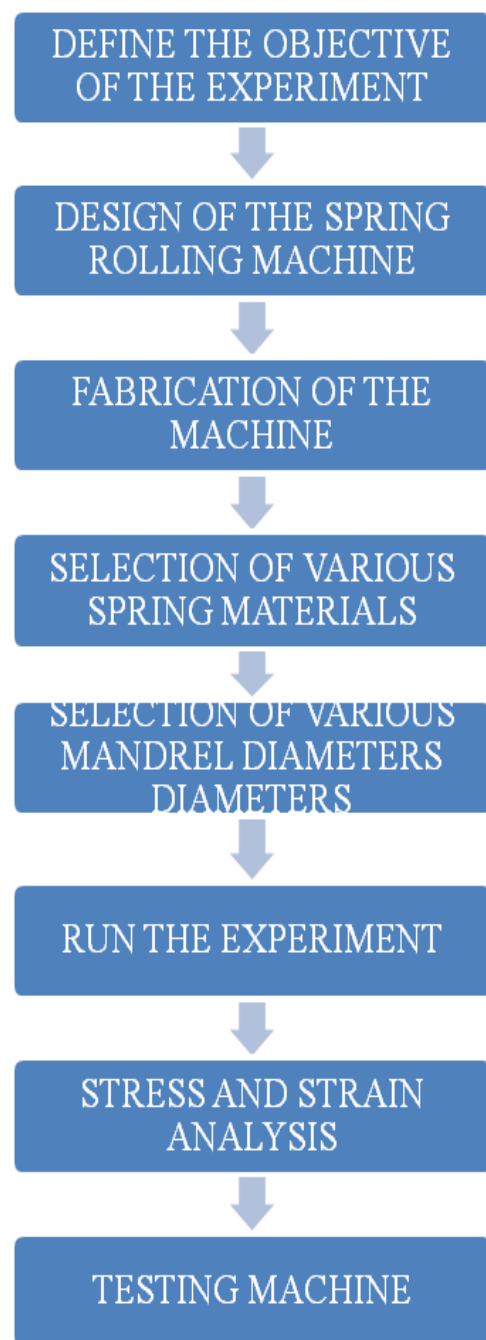 DEFINE THE OBJECTIVE
OF THE EXPERIMENT
DESIGN OF THE SPRING
ROLLING MACHINE
FABRICATION OF THE
MACHINE
SELECTION OF VARIOUS
SPRING MATERIALS
SELECTION OF VARIOUS
MANDREL DIAMETERS
DIAMETERS
RUN THE EXPERIMENT
STRESS AND STRAIN
ANALYSIS
TESTING MACHINE